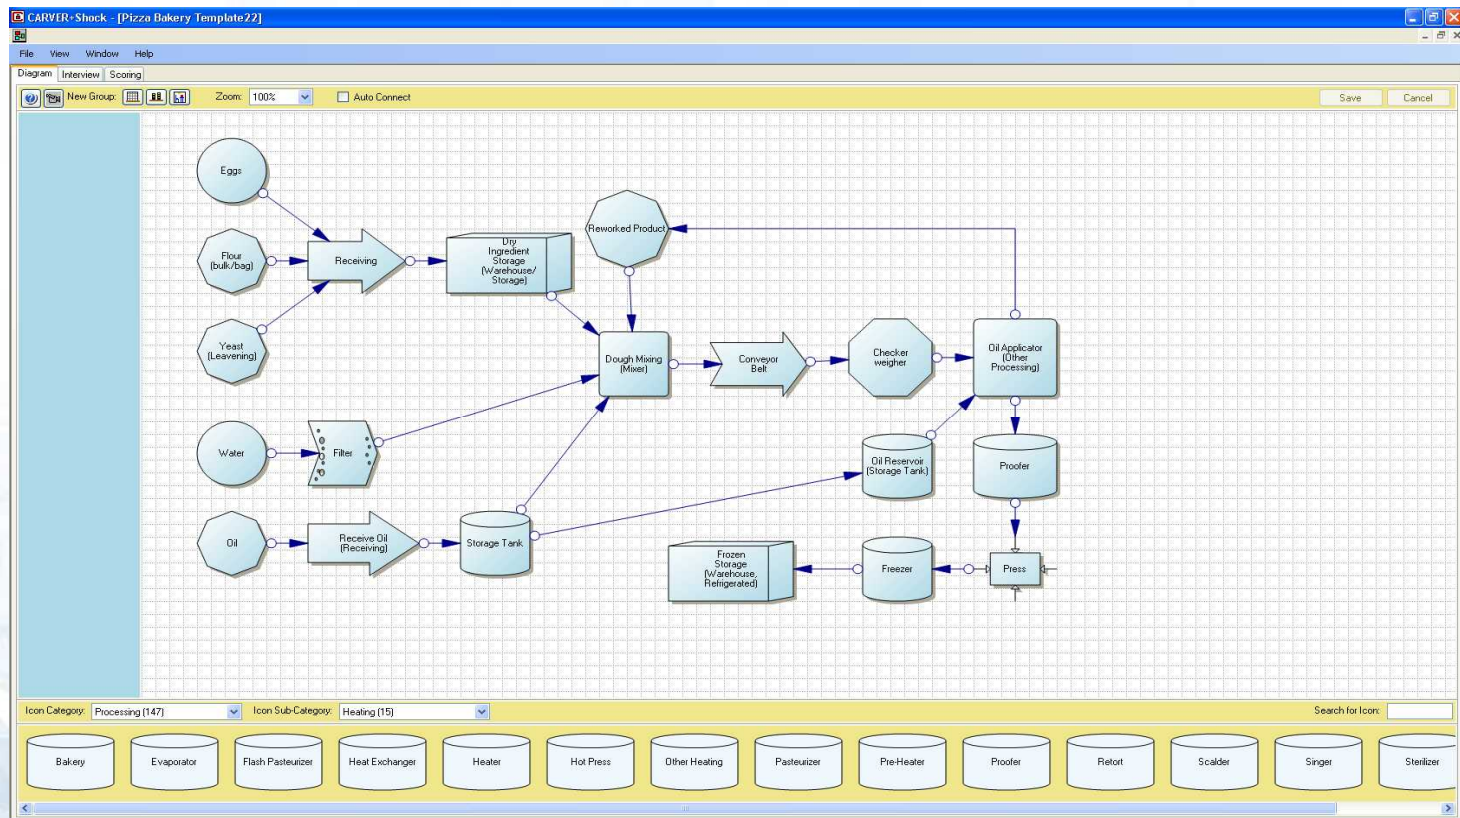 CARVER+Shock - [Pizza Bakery Template22]
File View Window Help
Diagram Interview Scoring
New Group: Zoom: 100% Auto Connect Save Cancel
Eggs
Flour
(bulk/bag)
Yeast
(Leavening)
Receiving
Dry
Ingredient
Storage
(Warehouse/
Storage)
Reworked Product
Dough Mixing
(Mixer)
Conveyor
Belt
Checker
weigher
Oil Applicator
(Other
Processing)
Water
Filter
Oil Reservoir
(Storage Tank)
Proofer
Oil
Receive Oil
(Receiving)
Storage Tank
Frozen
Storage
(Warehouse,
Refrigerated)
Freezer
Press
Icon Category: Processing (147) Icon Sub-Category: Heating (15) Search for Icon:
Bakery Evaporator Flash Pasteurizer Heat Exchanger Heater Hot Press Other Heating Pasteurizer Pre-Heater Proofer Retort Scalder Singer Sterilizer